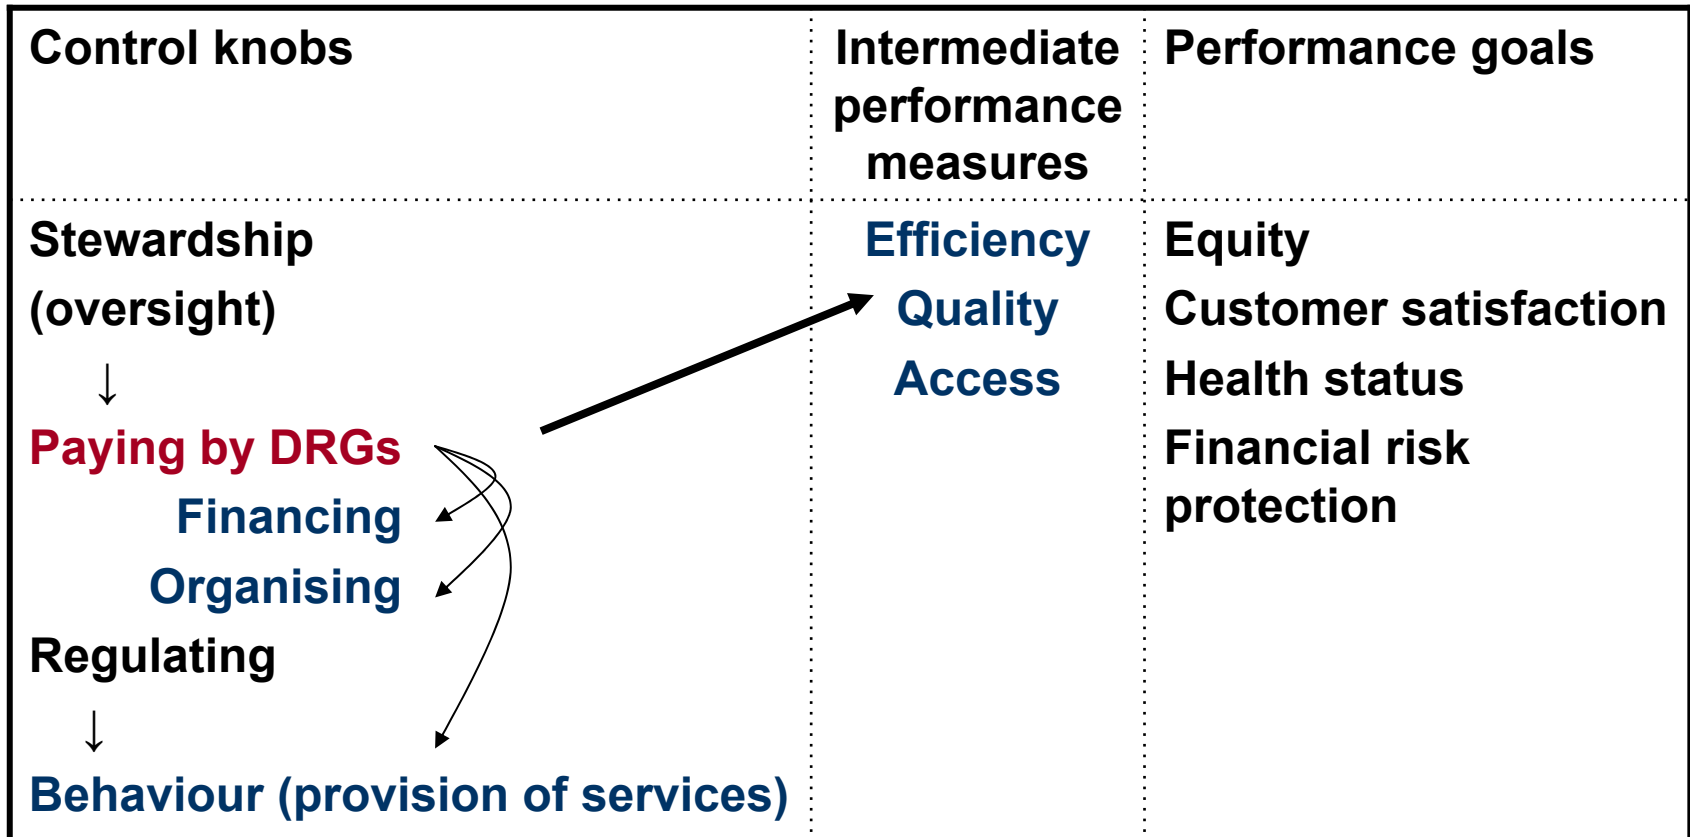 Control knobs
Intermediate
performance
measures
Performance goals
Stewardship
(oversight)
↓
Paying by DRGs
Financing
Organising
Regulating
↓
Behaviour (provision of services)
Efficiency
Quality
Access
Equity
Customer satisfaction
Health status
Financial risk
protection